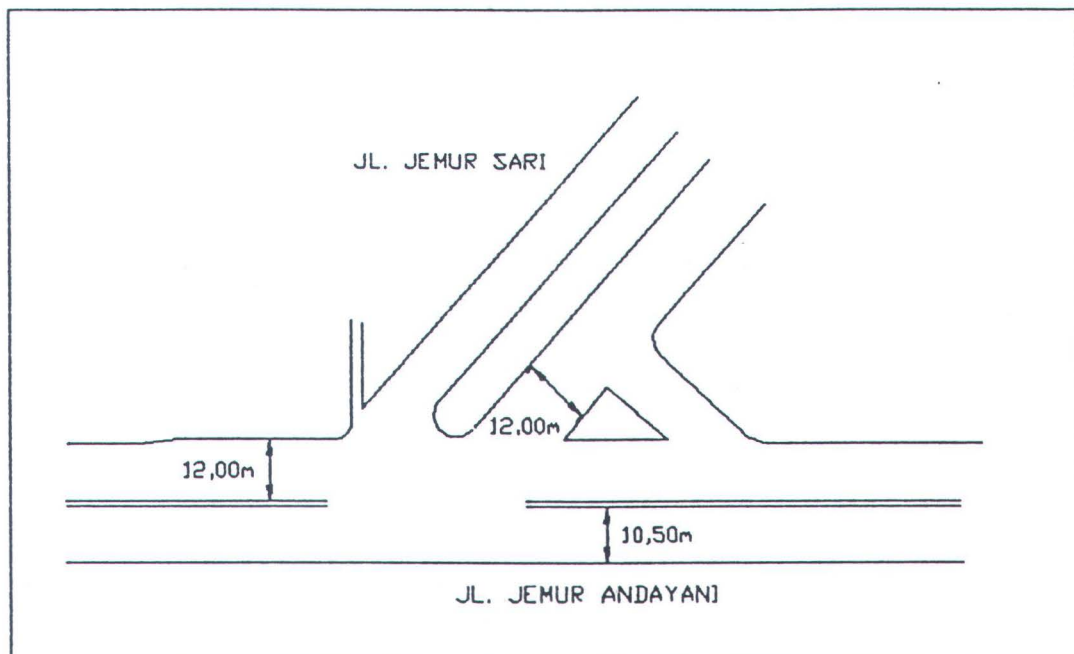 JL. JEMUR SARI
12,00m
12,00m
10,50m
JL. JEMUR ANDAYANI